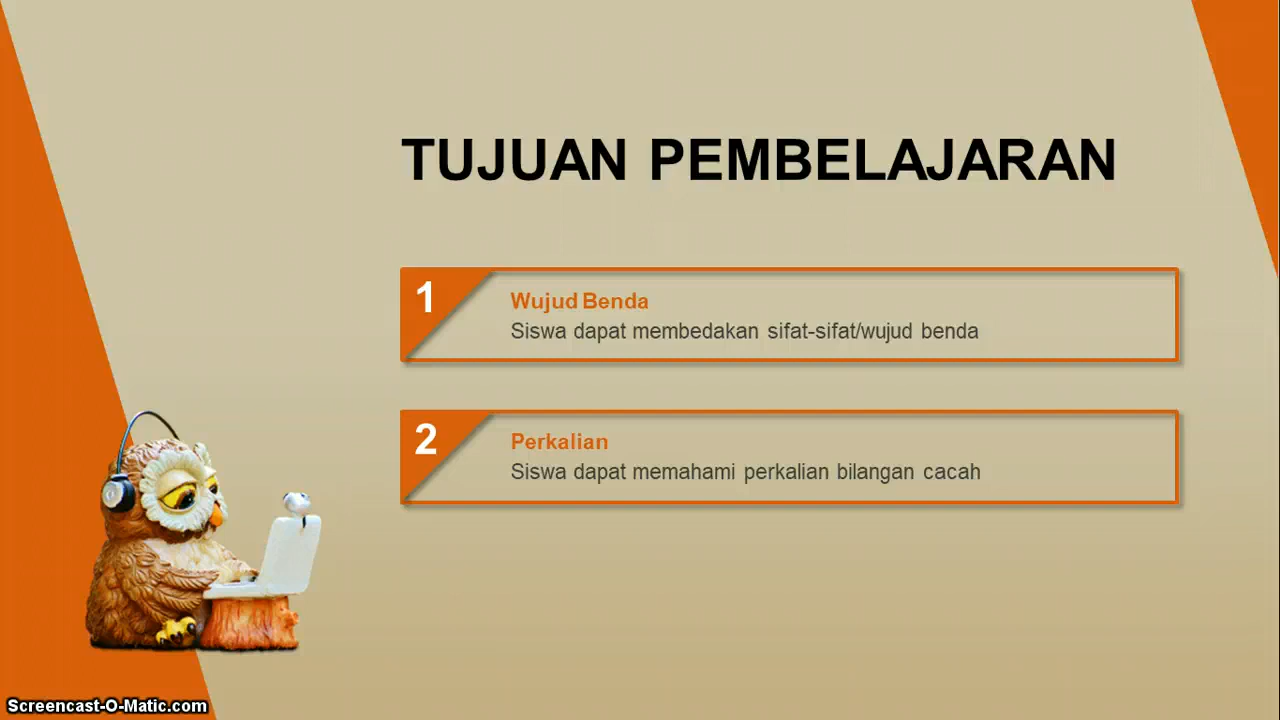 TUJUAN PEMBELAJARAN
1
Wujud Benda
Siswa dapat membedakan sifat-sifat/wujud benda
2
Perkalian
Siswa dapat memahami perkalian bilangan cacah
Screencast-O-Matic.com